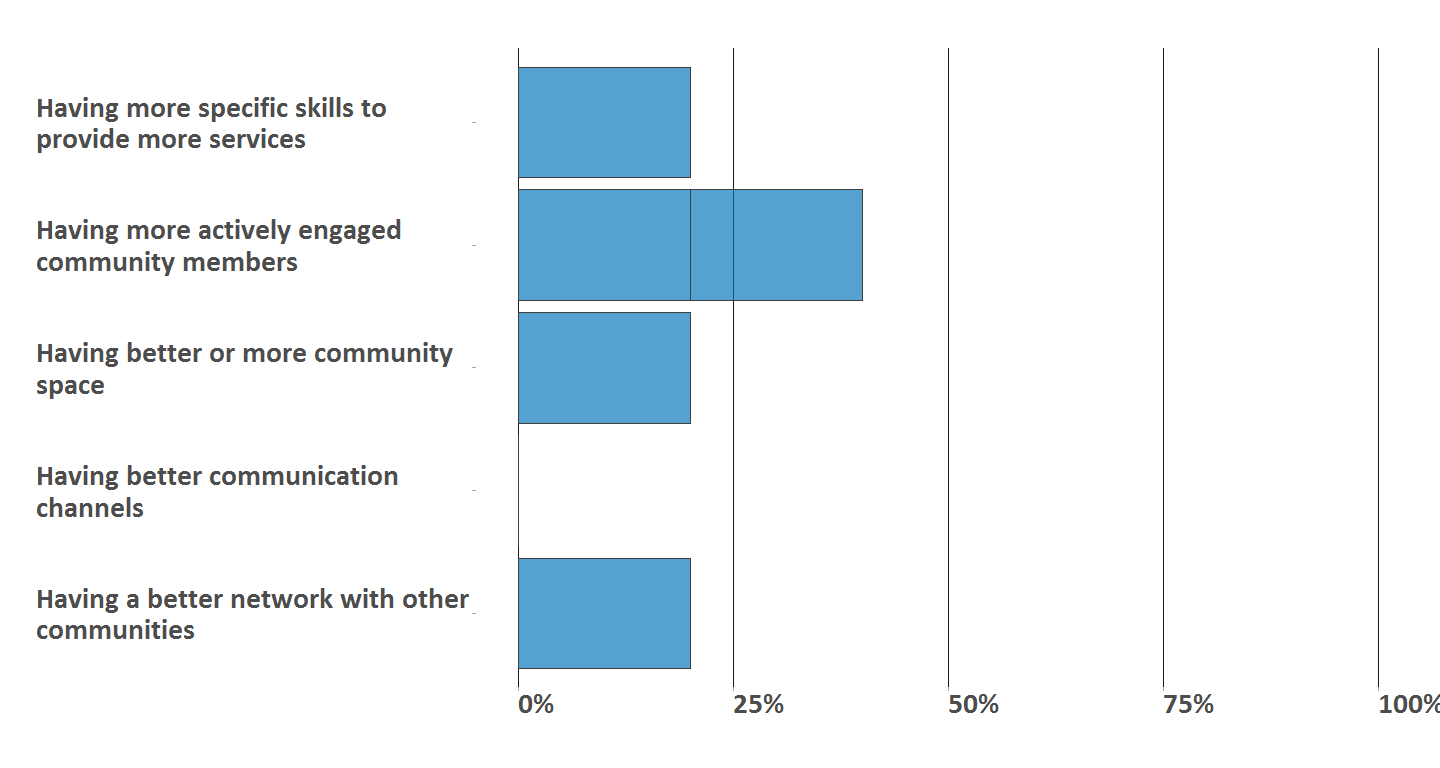 Having more specific skills to
provide more services
Having more actively engaged
community members
Having better or more community
space
Having better communication
channels
Having a better network with other
communities
0% 25% 50% 75% 100%